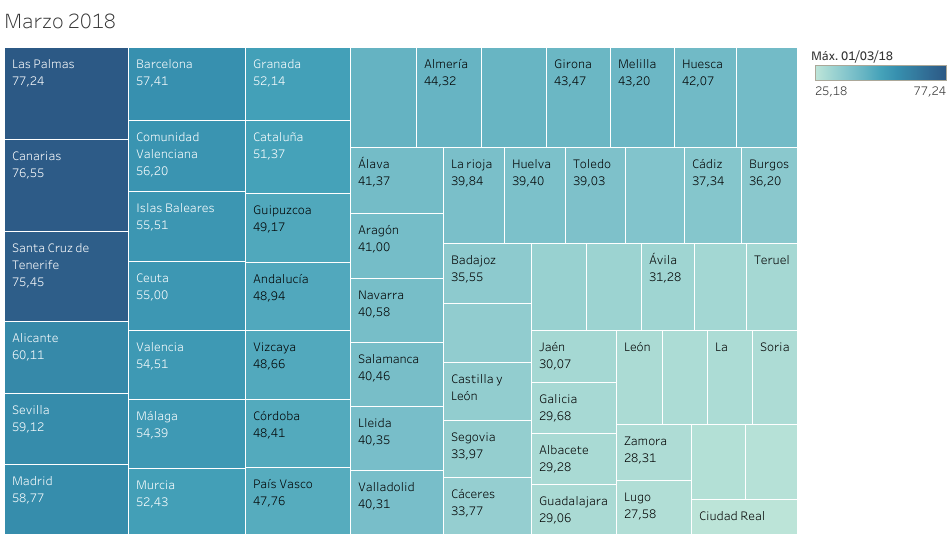 Marzo 2018
Las Palmas
77,24
Canarias
76,55
Santa Cruz de
Tenerife
75,45
Alicante
60,11
Sevilla
59,12
Madrid
58,77
Barcelona
57,41
Comunidad
Valenciana
56,20
Islas Baleares
55,51
Ceuta
55,00
Valencia
54,51
Málaga
54,39
Murcia
52,43
Granada
52,14
Cataluña
51,37
Guipuzcoa
49,17
Andalucía
48,94
Vizcaya
48,66
Córdoba
48,41
País Vasco
47,76
Almería
44,32
Girona
43,47
Melilla
43,20
Huesca
42,07
Álava
41,37
Aragón
41,00
Navarra
40,58
Salamanca
40,46
Lleida
40,35
Valladolid
40,31
La rioja
39,84
Huelva
39,40
Toledo
39,03
Cádiz
37,34
Burgos
36,20
Badajoz
35,55
Castilla y
León
Segovia
33,97
Cáceres
33,77
Ávila
31,28
Teruel
Jaén
30,07
Galicia
29,68
Albacete
29,28
Guadalajara
29,06
León
La
Soria
Zamora
28,31
Lugo
27,58
Ciudad Real
Máx. 01/03/18
25,18
77,24